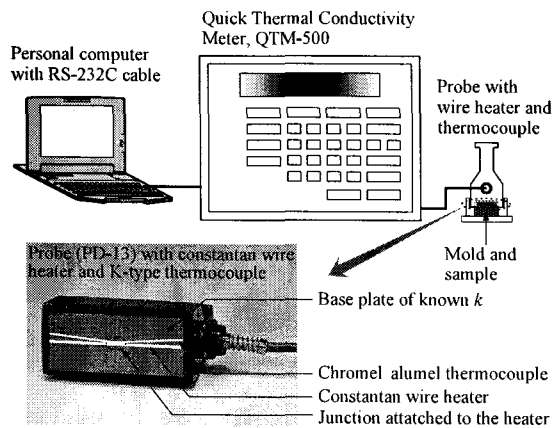 Quick Thermal Conductivity
Meter, QTM-500
Personal computer
with RS-232C cable
Probe with
wire heater and
thermocouple
Mold and
sample
Probe (PD-13) with constantan wire
heater and K-type thermocouple
Base plate of known k
Chromel alumel thermocouple
Constantan wire heater
Junction attatched to the heater